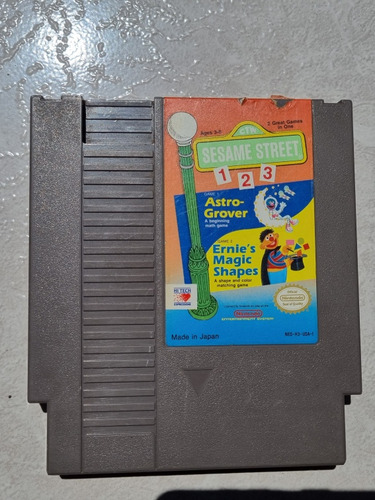 Ages 3-7
2 Great Games
in One
CTW
SESAME STREET
1 2 3
GAME 1
Astro-
Grover
A beginning
math game
GAME 2
Ernie's
Magic
Shapes
A shape and color
matching game
HI TECH
EXPRESSIONS
Nintendo
Nintendo
ENTERTAINMENT SYSTEM
Made in Japan